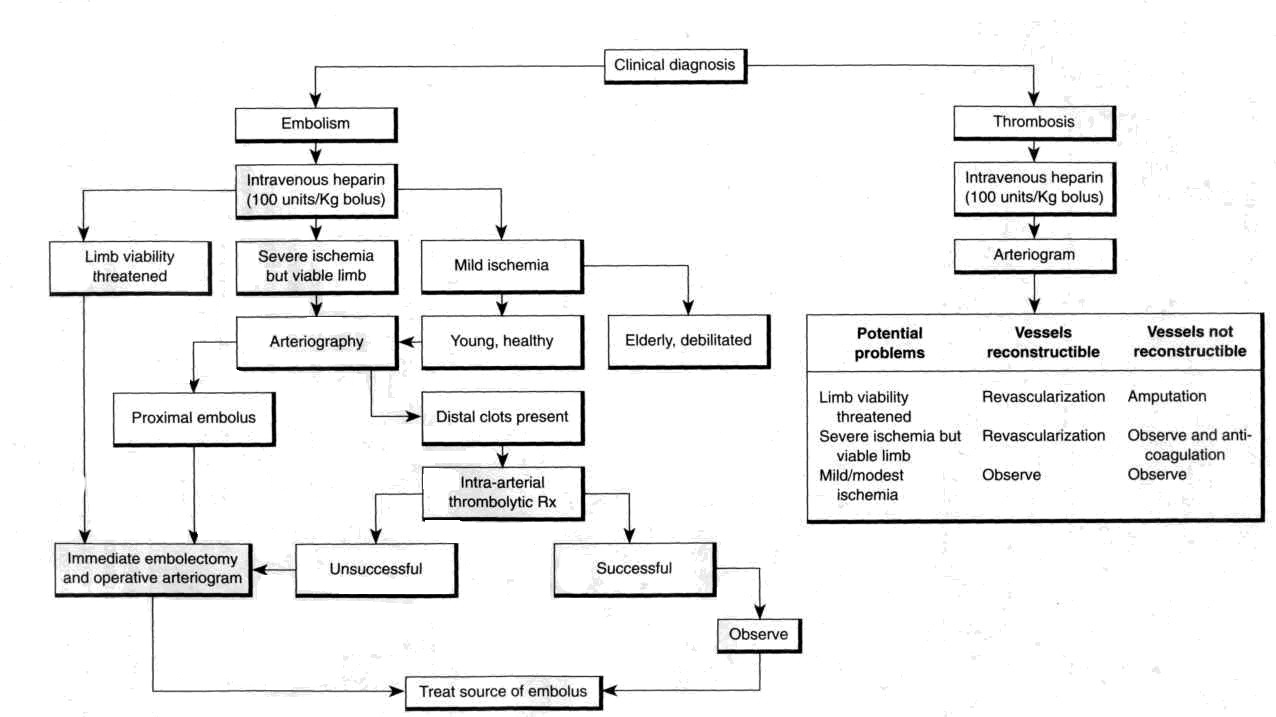 Clinical diagnosis
Embolism
Thrombosis
Intravenous heparin
(100 units/Kg bolus)
Intravenous heparin
(100 units/Kg bolus)
Limb viability
threatened
Severe ischemia
but viable limb
Mild ischemia
Arteriogram
Arteriography
Young, healthy
Elderly, debilitated
Potential
problems
Vessels
reconstructible
Vessels not
reconstructible
Limb viability
threatened
Revascularization
Amputation
Severe ischemia but
viable limb
Revascularization
Observe and anti-
coagulation
Mild/modest
ischemia
Observe
Observe
Proximal embolus
Distal clots present
Intra-arterial
thrombolytic Rx
Immediate embolectomy
and operative arteriogram
Unsuccessful
Successful
Observe
Treat source of embolus